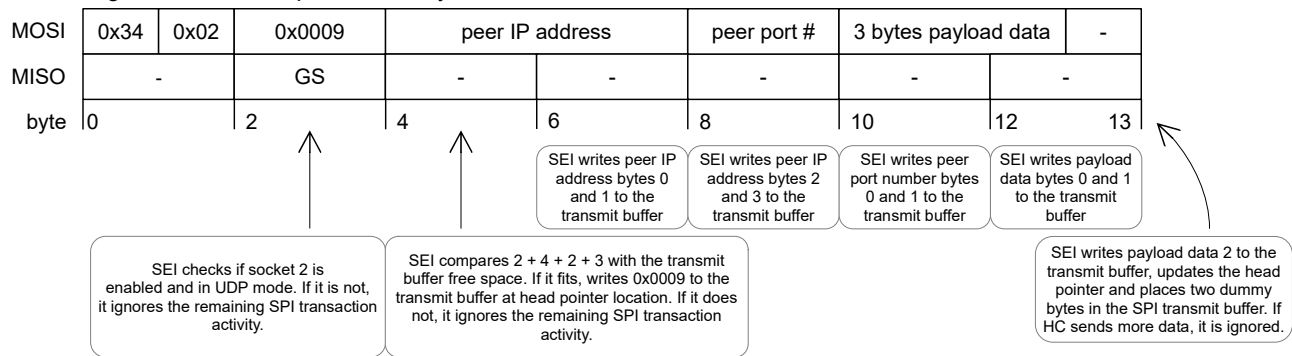 MOSI 0x34 0x02 0x0009 peer IP address peer port # 3 bytes payload data -
MISO - GS - - - - -
byte 0 2 4 6 8 10 12 13
SEI writes peer IP
address bytes 0
and 1 to the
transmit buffer
SEI writes peer IP
address bytes 2
and 3 to the
transmit buffer
SEI writes peer
port number bytes
0 and 1 to the
transmit buffer
SEI writes payload
data bytes 0 and 1
to the transmit
buffer
SEI checks if socket 2 is
enabled and in UDP mode. If it is not,
it ignores the remaining SPI transaction
activity.
SEI compares 2 + 4 + 2 + 3 with the transmit
buffer free space. If it fits, writes 0x0009 to the
transmit buffer at head pointer location. If it does
not, it ignores the remaining SPI transaction
activity.
SEI writes payload data 2 to the
transmit buffer, updates the head
pointer and places two dummy
bytes in the SPI transmit buffer. If
HC sends more data, it is ignored.